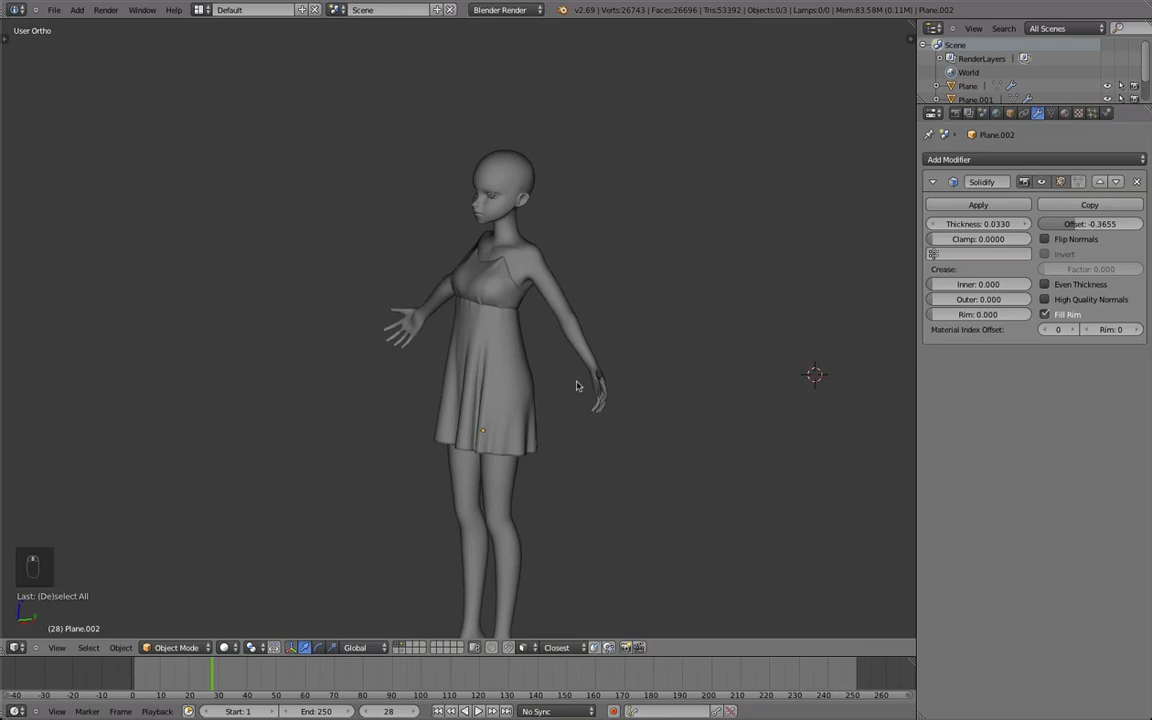 File Add Render Window Help Default Scene Blender Render v2.69 | Verts:26743 | Faces:26696 | Tris:53392 | Objects:0/3 | Lamps:0/0 | Mem:83.58M (0.11M) | Plane.002
User Ortho
View Search All Scenes
Scene
RenderLayers
World
Plane
Plane.001
Plane.002
Add Modifier
Solidify
Apply Copy
Thickness: 0.0330 Offset: -0.3655
Clamp: 0.0000 Flip Normals
Invert
Crease: Factor: 0.000
Inner: 0.000 Even Thickness
Outer: 0.000 High Quality Normals
Rim: 0.000 Fill Rim
Material Index Offset: 0 Rim: 0
Last: (De)select All
(28) Plane.002
View Select Object Object Mode Global Closest
-40 -30 -20 -10 0 10 20 30 40 50 60 70 80 90 100 110 120 130 140 150 160 170 180 190 200 210 220 230 240 250 260
View Marker Frame Playback Start: 1 End: 250 28 No Sync